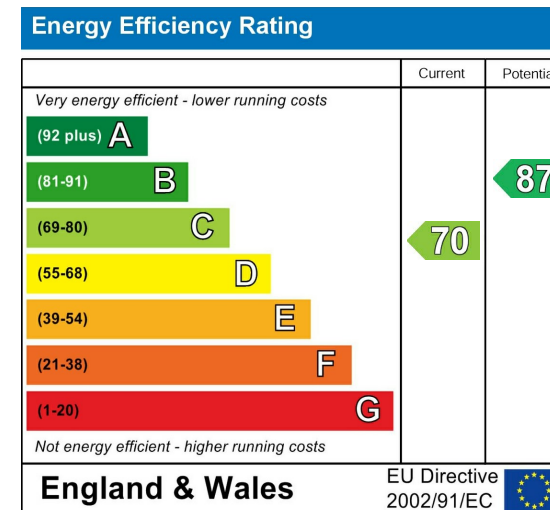 Energy Efficiency Rating
Current Potentia
Very energy efficient - lower running costs
(92 plus) A
(81-91) B
87
(69-80) C
70
(55-68) D
(39-54) E
(21-38) F
(1-20) G
Not energy efficient - higher running costs
England & Wales
EU Directive
2002/91/EC